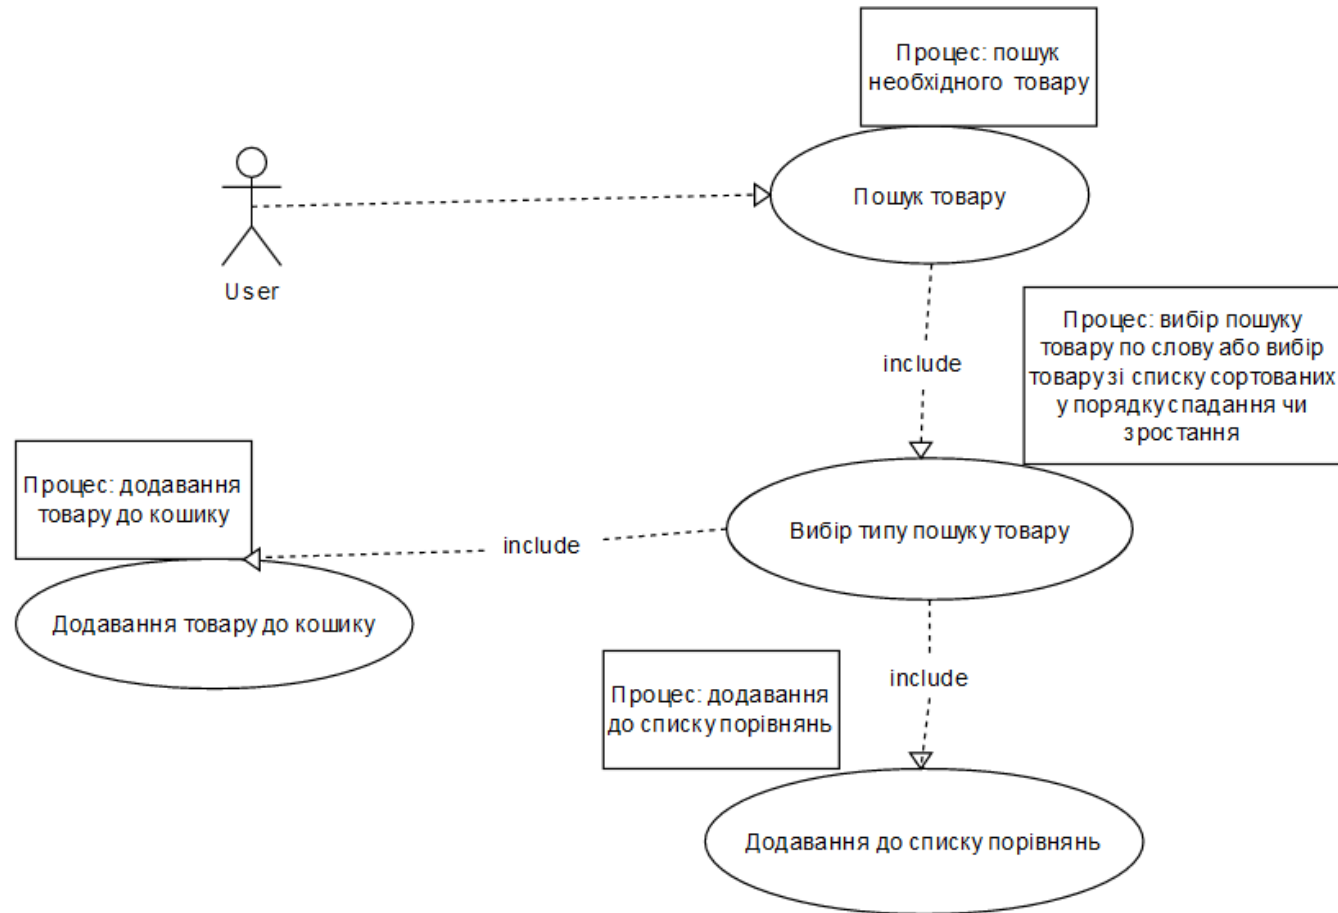 Процес: пошук
необхідного товару
Пошук товару
User
Процес: вибір пошуку
товару по слову або вибір
товару зі списку сортованих
у порядку спадання чи
зростання
include
Процес: додавання
товару до кошику
Вибір типу пошуку товару
include
Додавання товару до кошику
include
Процес: додавання
до списку порівнянь
Додавання до списку порівнянь